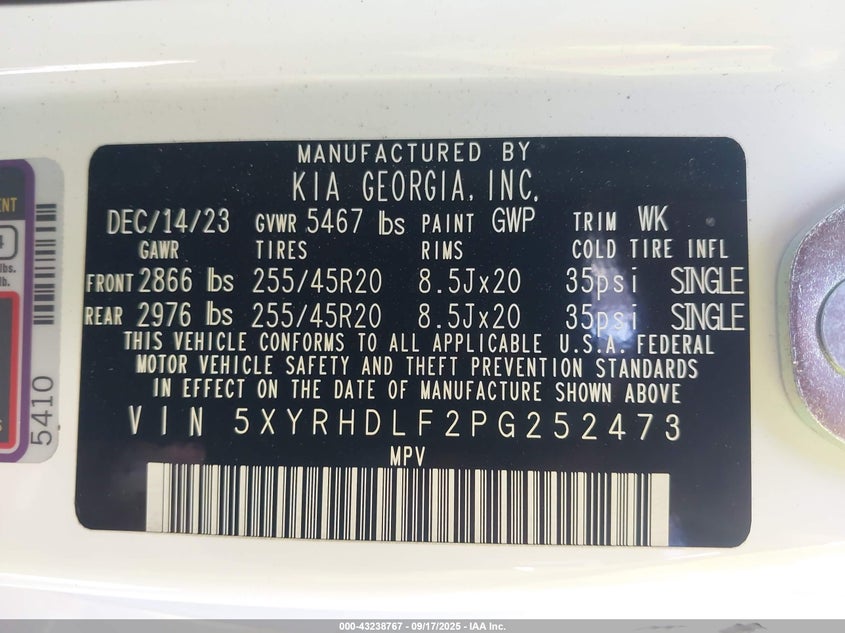 MANUFACTURED BY
KIA GEORGIA, INC.
DEC/14/23 GVWR 5467 lbs PAINT GWP TRIM WK
GAWR TIRES RIMS COLD TIRE INFL
FRONT 2866 lbs 255/45R20 8.5Jx20 35psi SINGLE
REAR 2976 lbs 255/45R20 8.5Jx20 35psi SINGLE
THIS VEHICLE CONFORMS TO ALL APPLICABLE U.S.A. FEDERAL
MOTOR VEHICLE SAFETY AND THEFT PREVENTION STANDARDS
IN EFFECT ON THE DATE OF MANUFACTURE SHOWN ABOVE
VIN 5XYRHDLF2PG252473
MPV
5410
lbs.
lb.
000-43238767 - 09/17/2025 - IAA Inc.